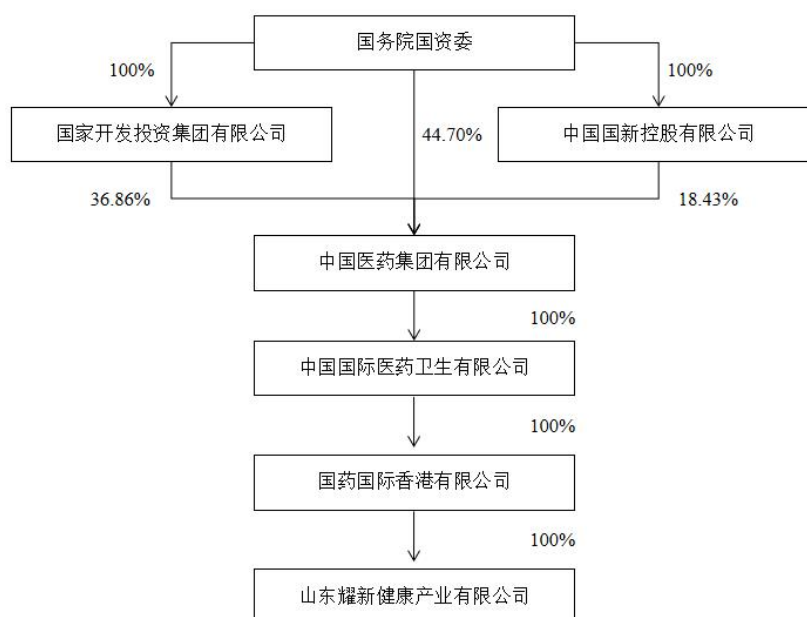 国务院国资委
100%
100%
国家开发投资集团有限公司
44.70%
中国国新控股有限公司
36.86%
18.43%
中国医药集团有限公司
100%
中国国际医药卫生有限公司
100%
国药国际香港有限公司
100%
山东耀新健康产业有限公司